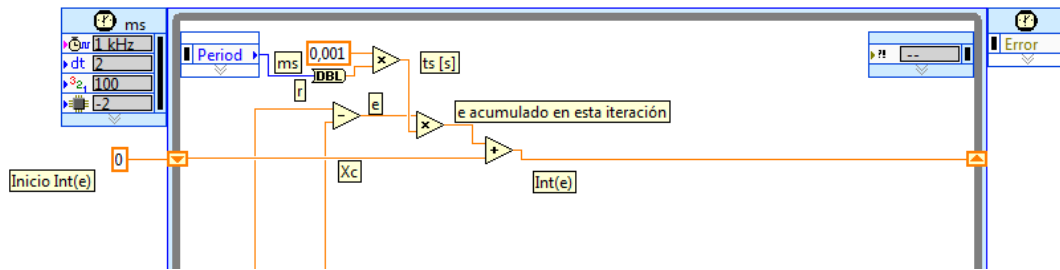 ms
1 kHz
dt 2
321 100
-2
Period
ms
0,001
DBL
r
×
ts [s]
-
e
×
e acumulado en esta iteración
+
?!
--
Error
0
Inicio Int(e)
Xc
Int(e)